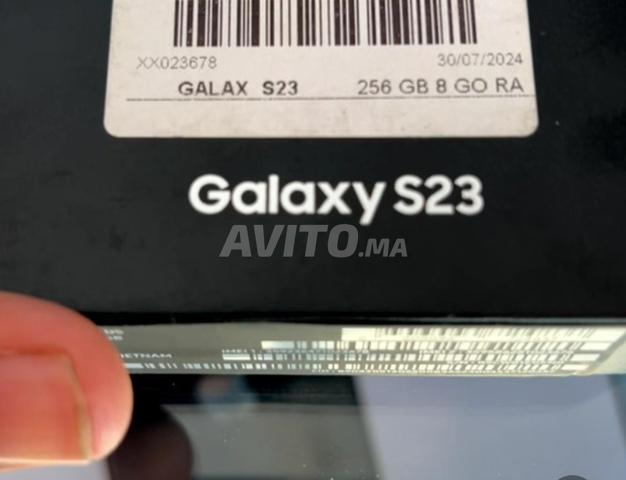 XX023678 30/07/2024
GALAX S23 256 GB 8 GO RA
Galaxy S23
AVITO.MA